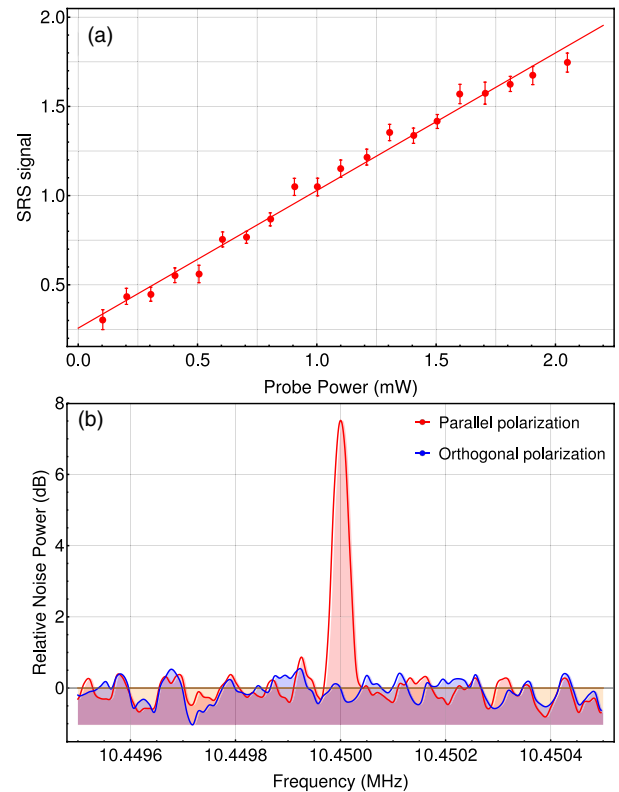 (a)
2.0
1.5
1.0
0.5
SRS signal
0.0 0.5 1.0 1.5 2.0
Probe Power (mW)
(b)
8
6
4
2
0
Relative Noise Power (dB)
Parallel polarization
Orthogonal polarization
10.4496 10.4498 10.4500 10.4502 10.4504
Frequency (MHz)